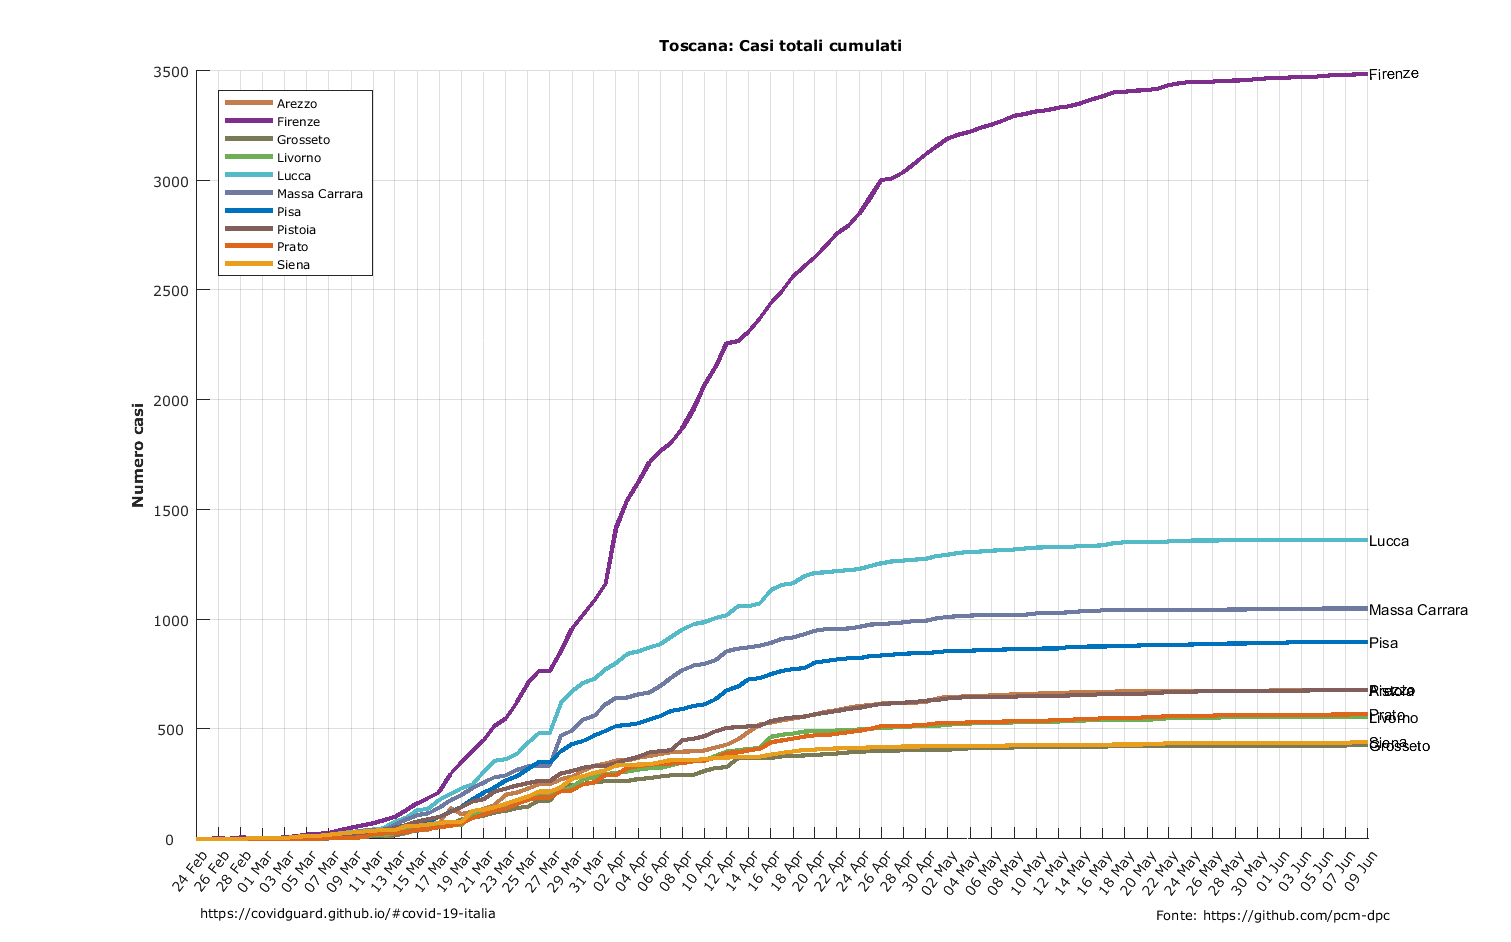 Toscana: Casi totali cumulati
Numero casi
3500
3000
2500
2000
1500
1000
500
0
Arezzo
Firenze
Grosseto
Livorno
Lucca
Massa Carrara
Pisa
Pistoia
Prato
Siena
Firenze
Lucca
Massa Carrara
Pisa
Arezzo
Pistoia
Prato
Livorno
Siena
Grosseto
24 Feb
26 Feb
28 Feb
01 Mar
03 Mar
05 Mar
07 Mar
09 Mar
11 Mar
13 Mar
15 Mar
17 Mar
19 Mar
21 Mar
23 Mar
25 Mar
27 Mar
29 Mar
31 Mar
02 Apr
04 Apr
06 Apr
08 Apr
10 Apr
12 Apr
14 Apr
16 Apr
18 Apr
20 Apr
22 Apr
24 Apr
26 Apr
28 Apr
30 Apr
02 May
04 May
06 May
08 May
10 May
12 May
14 May
16 May
18 May
20 May
22 May
24 May
26 May
28 May
30 May
01 Jun
03 Jun
05 Jun
07 Jun
09 Jun
https://covidguard.github.io/#covid-19-italia
Fonte: https://github.com/pcm-dpc